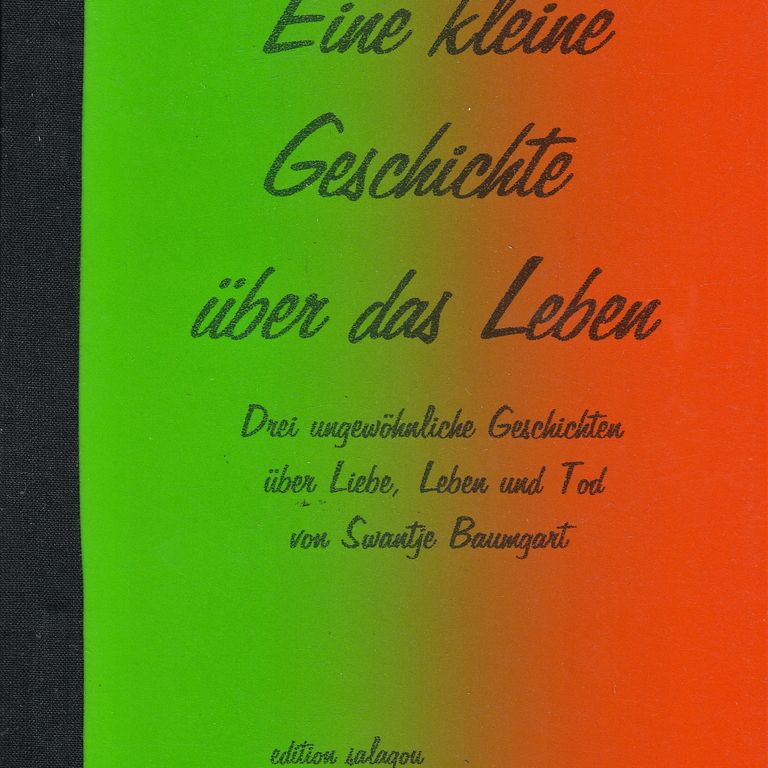 Eine kleine
Geschichte
über das Leben
Drei ungewöhnliche Geschichten
über Liebe, Leben und Tod
von Swantje Baumgart
edition salagou